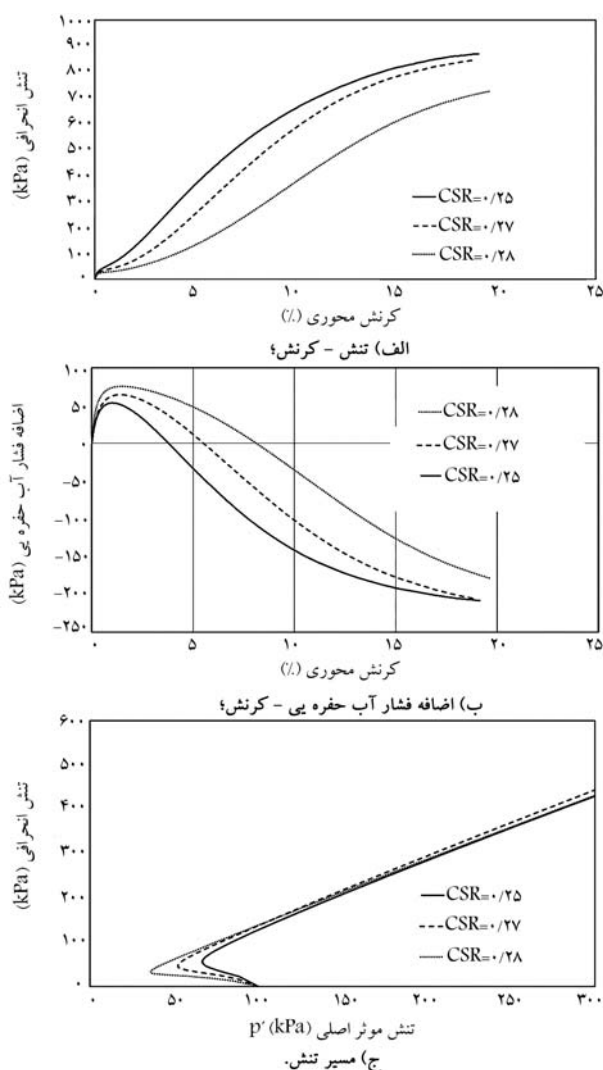 ۱۰۰۰
۹۰۰
۸۰۰
۷۰۰
۶۰۰
۵۰۰
۴۰۰
۳۰۰
۲۰۰
۱۰۰
۰
تنش انحرافی (kPa)
CSR=۰/۲۵
CSR=۰/۲۷
CSR=۰/۲۸
۰ ۵ ۱۰ ۱۵ ۲۰ ۲۵
کرنش محوری (٪)
الف) تنش - کرنش؛
۱۰۰
۵۰
۰
-۵۰
-۱۰۰
-۱۵۰
-۲۰۰
-۲۵۰
اضافه فشار آب حفره یی (kPa)
CSR=۰/۲۸
CSR=۰/۲۷
CSR=۰/۲۵
۰ ۵ ۱۰ ۱۵ ۲۰ ۲۵
کرنش محوری (٪)
ب) اضافه فشار آب حفره یی - کرنش؛
۶۰۰
۵۰۰
۴۰۰
۳۰۰
۲۰۰
۱۰۰
۰
تنش انحرافی (kPa)
CSR=۰/۲۵
CSR=۰/۲۷
CSR=۰/۲۸
۰ ۵۰ ۱۰۰ ۱۵۰ ۲۰۰ ۲۵۰ ۳۰۰
تنش موثر اصلی p′ (kPa)
ج) مسیر تنش.